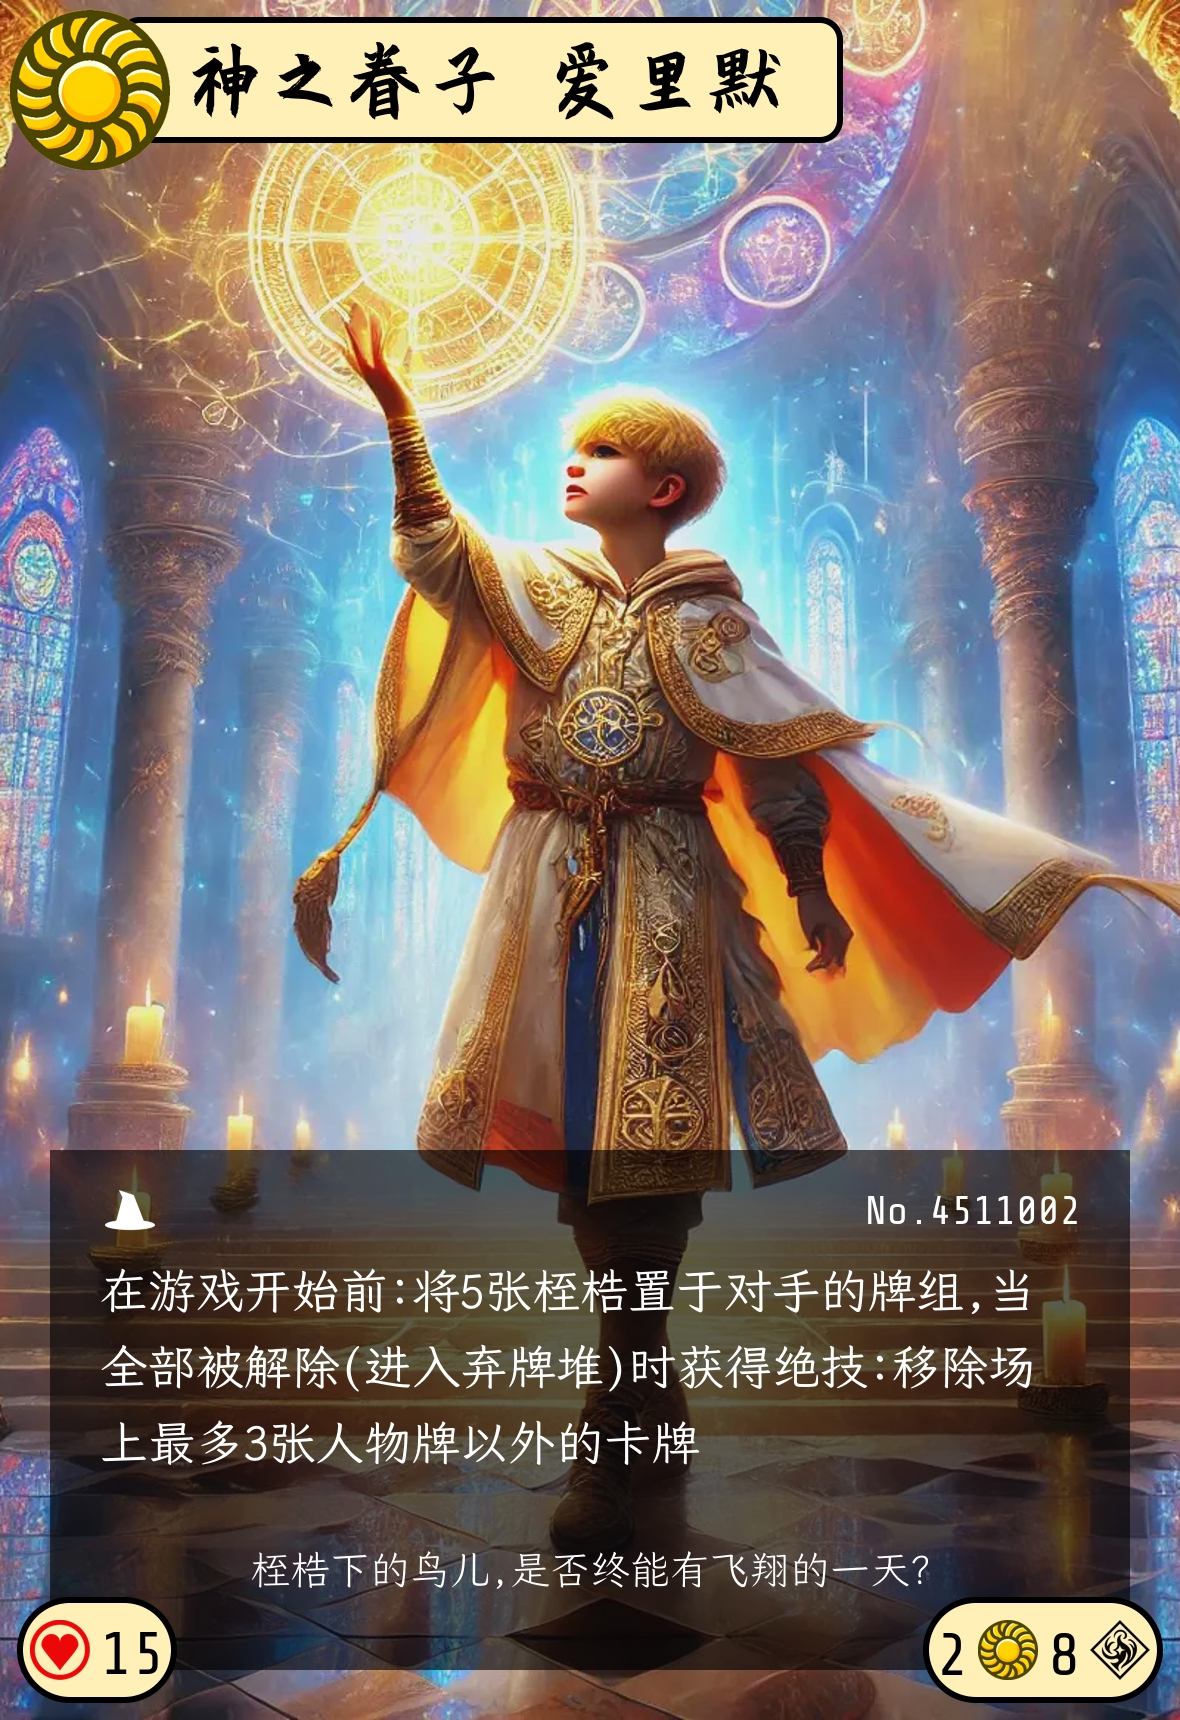 神之眷子 爱里默
No.4511002
在游戏开始前:将5张桎梏置于对手的牌组,当
全部被解除(进入弃牌堆)时获得绝技:移除场
上最多3张人物牌以外的卡牌
桎梏下的鸟儿,是否终能有飞翔的一天?
15
2 8